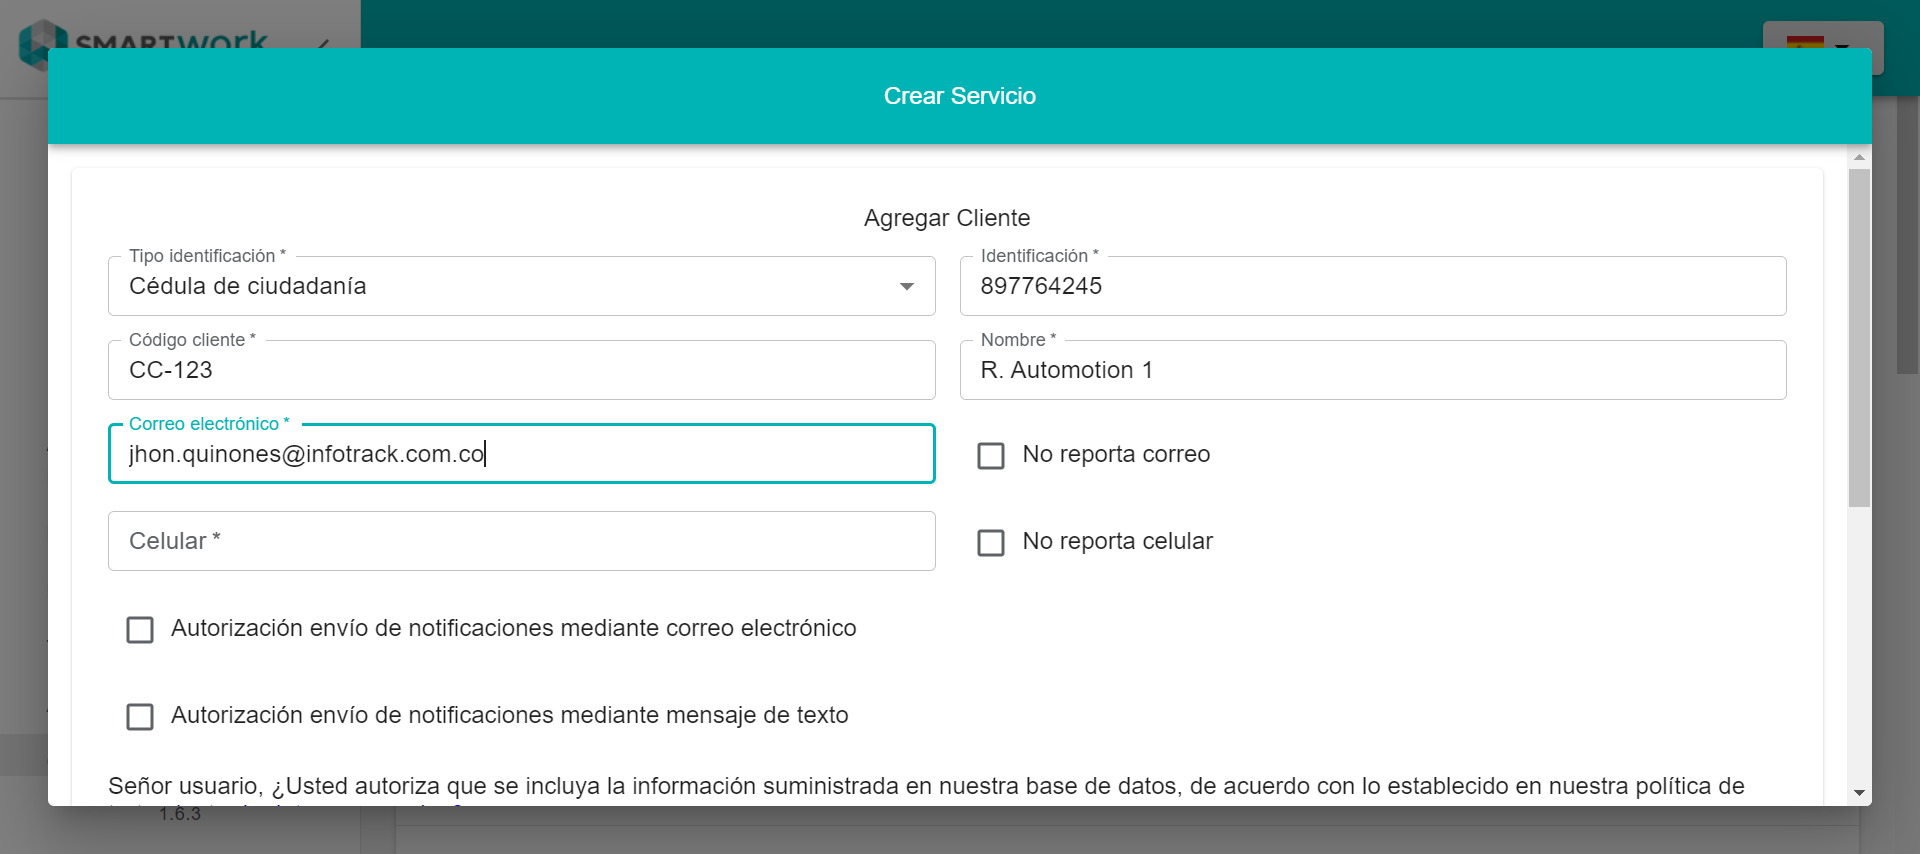 SMARTWORK
Crear Servicio
Agregar Cliente
Tipo identificación *
Cédula de ciudadanía
Identificación *
897764245
Código cliente *
CC-123
Nombre *
R. Automotion 1
Correo electrónico *
jhon.quinones@infotrack.com.co
No reporta correo
Celular *
No reporta celular
Autorización envío de notificaciones mediante correo electrónico
Autorización envío de notificaciones mediante mensaje de texto
Señor usuario, ¿Usted autoriza que se incluya la información suministrada en nuestra base de datos, de acuerdo con lo establecido en nuestra política de
1.6.3